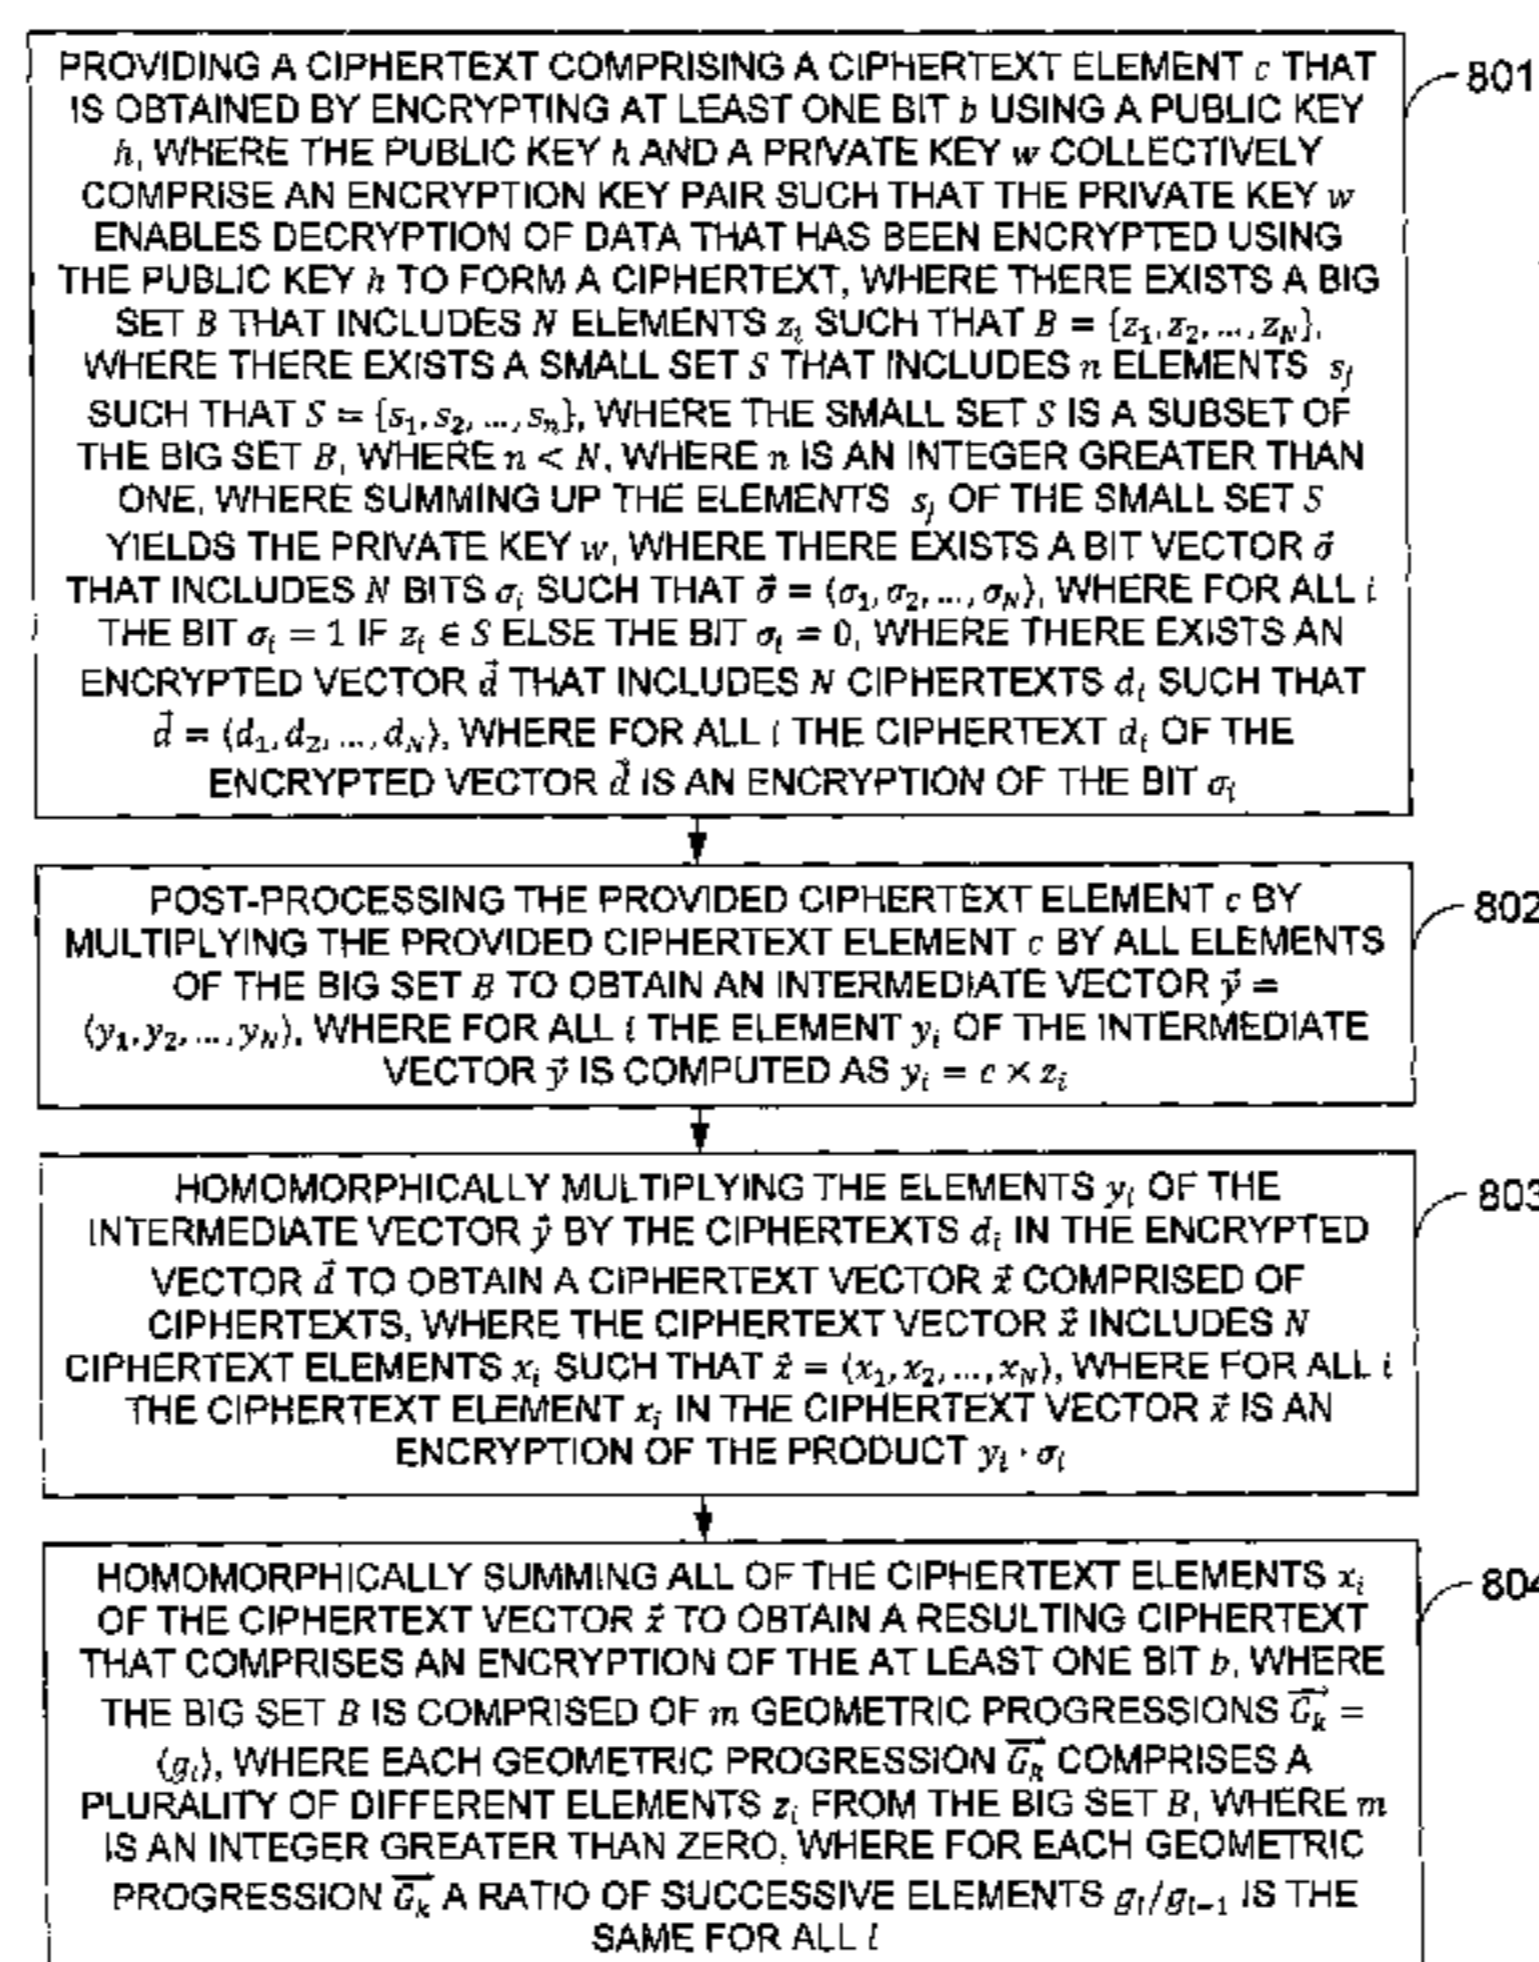 PROVIDING A CIPHERTEXT COMPRISING A CIPHERTEXT ELEMENT c THAT
IS OBTAINED BY ENCRYPTING AT LEAST ONE BIT b USING A PUBLIC KEY
h, WHERE THE PUBLIC KEY h AND A PRIVATE KEY w COLLECTIVELY
COMPRISE AN ENCRYPTION KEY PAIR SUCH THAT THE PRIVATE KEY w
ENABLES DECRYPTION OF DATA THAT HAS BEEN ENCRYPTED USING
THE PUBLIC KEY h TO FORM A CIPHERTEXT, WHERE THERE EXISTS A BIG
SET B THAT INCLUDES N ELEMENTS z_i SUCH THAT B = {z_1, z_2, ..., z_N},
WHERE THERE EXISTS A SMALL SET S THAT INCLUDES n ELEMENTS s_j
SUCH THAT S = {s_1, s_2, ..., s_n}, WHERE THE SMALL SET S IS A SUBSET OF
THE BIG SET B, WHERE n < N, WHERE n IS AN INTEGER GREATER THAN
ONE, WHERE SUMMING UP THE ELEMENTS s_j OF THE SMALL SET S
YIELDS THE PRIVATE KEY w, WHERE THERE EXISTS A BIT VECTOR σ⃗
THAT INCLUDES N BITS σ_i SUCH THAT σ⃗ = ⟨σ_1, σ_2, ..., σ_N⟩, WHERE FOR ALL i
THE BIT σ_i = 1 IF z_i ∈ S ELSE THE BIT σ_i = 0, WHERE THERE EXISTS AN
ENCRYPTED VECTOR d⃗ THAT INCLUDES N CIPHERTEXTS d_i SUCH THAT
d⃗ = ⟨d_1, d_2, ..., d_N⟩, WHERE FOR ALL i THE CIPHERTEXT d_i OF THE
ENCRYPTED VECTOR d⃗ IS AN ENCRYPTION OF THE BIT σ_i
801
POST-PROCESSING THE PROVIDED CIPHERTEXT ELEMENT c BY
MULTIPLYING THE PROVIDED CIPHERTEXT ELEMENT c BY ALL ELEMENTS
OF THE BIG SET B TO OBTAIN AN INTERMEDIATE VECTOR y⃗ =
⟨y_1, y_2, ..., y_N⟩, WHERE FOR ALL i THE ELEMENT y_i OF THE INTERMEDIATE
VECTOR y⃗ IS COMPUTED AS y_i = c × z_i
802
HOMOMORPHICALLY MULTIPLYING THE ELEMENTS y_i OF THE
INTERMEDIATE VECTOR y⃗ BY THE CIPHERTEXTS d_i IN THE ENCRYPTED
VECTOR d⃗ TO OBTAIN A CIPHERTEXT VECTOR x⃗ COMPRISED OF
CIPHERTEXTS, WHERE THE CIPHERTEXT VECTOR x⃗ INCLUDES N
CIPHERTEXT ELEMENTS x_i SUCH THAT x⃗ = ⟨x_1, x_2, ..., x_N⟩, WHERE FOR ALL i
THE CIPHERTEXT ELEMENT x_i IN THE CIPHERTEXT VECTOR x⃗ IS AN
ENCRYPTION OF THE PRODUCT y_i · σ_i
803
HOMOMORPHICALLY SUMMING ALL OF THE CIPHERTEXT ELEMENTS x_i
OF THE CIPHERTEXT VECTOR x⃗ TO OBTAIN A RESULTING CIPHERTEXT
THAT COMPRISES AN ENCRYPTION OF THE AT LEAST ONE BIT b, WHERE
THE BIG SET B IS COMPRISED OF m GEOMETRIC PROGRESSIONS G_k⃗ =
⟨g_l⟩, WHERE EACH GEOMETRIC PROGRESSION G_k⃗ COMPRISES A
PLURALITY OF DIFFERENT ELEMENTS z_i FROM THE BIG SET B, WHERE m
IS AN INTEGER GREATER THAN ZERO, WHERE FOR EACH GEOMETRIC
PROGRESSION G_k⃗ A RATIO OF SUCCESSIVE ELEMENTS g_l/g_{l-1} IS THE
SAME FOR ALL l
804